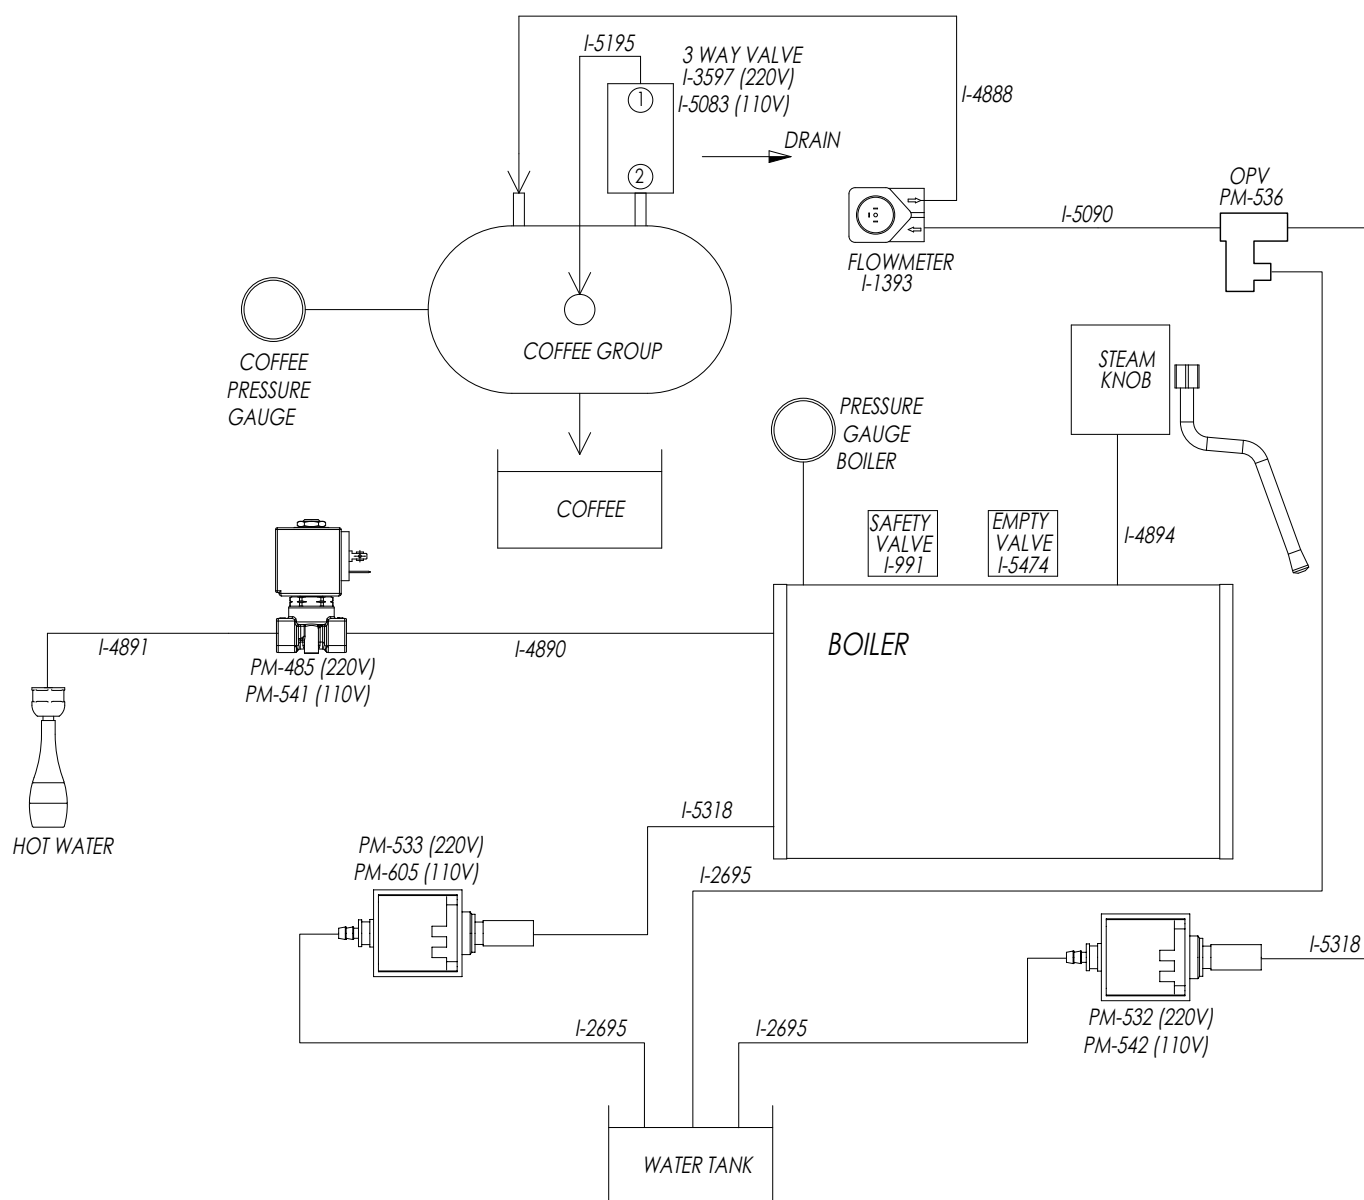 I-5195
3 WAY VALVE
I-3597 (220V)
I-5083 (110V)
1
2
DRAIN
I-4888
OPV
PM-536
I-5090
FLOWMETER
I-1393
COFFEE
PRESSURE
GAUGE
COFFEE GROUP
STEAM
KNOB
PRESSURE
GAUGE
BOILER
COFFEE
SAFETY
VALVE
I-991
EMPTY
VALVE
I-5474
I-4894
I-4891
PM-485 (220V)
PM-541 (110V)
I-4890
BOILER
HOT WATER
I-5318
PM-533 (220V)
PM-605 (110V)
I-2695
I-5318
PM-532 (220V)
PM-542 (110V)
I-2695
I-2695
WATER TANK